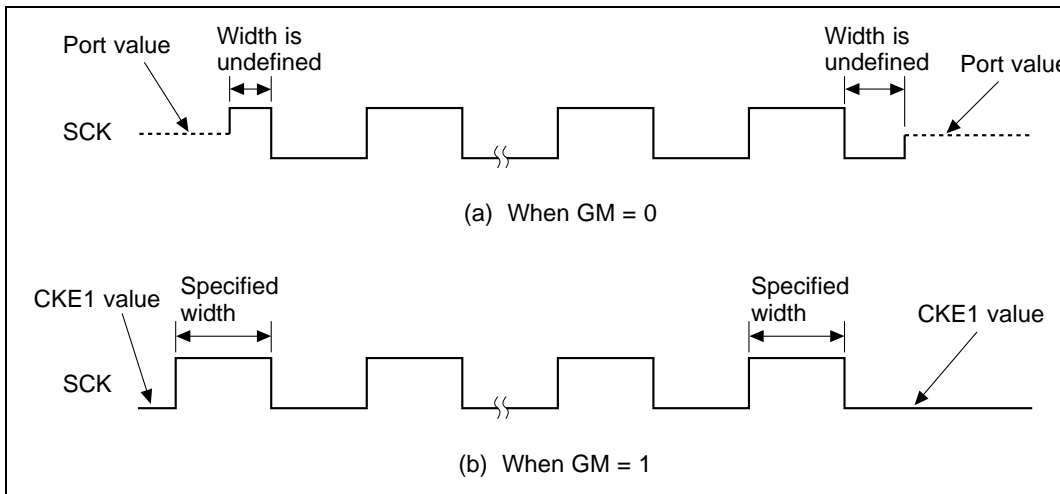 Port value
Width is
undefined
Width is
undefined
Port value
SCK
(a) When GM = 0
CKE1 value
Specified
width
Specified
width
CKE1 value
SCK
(b) When GM = 1